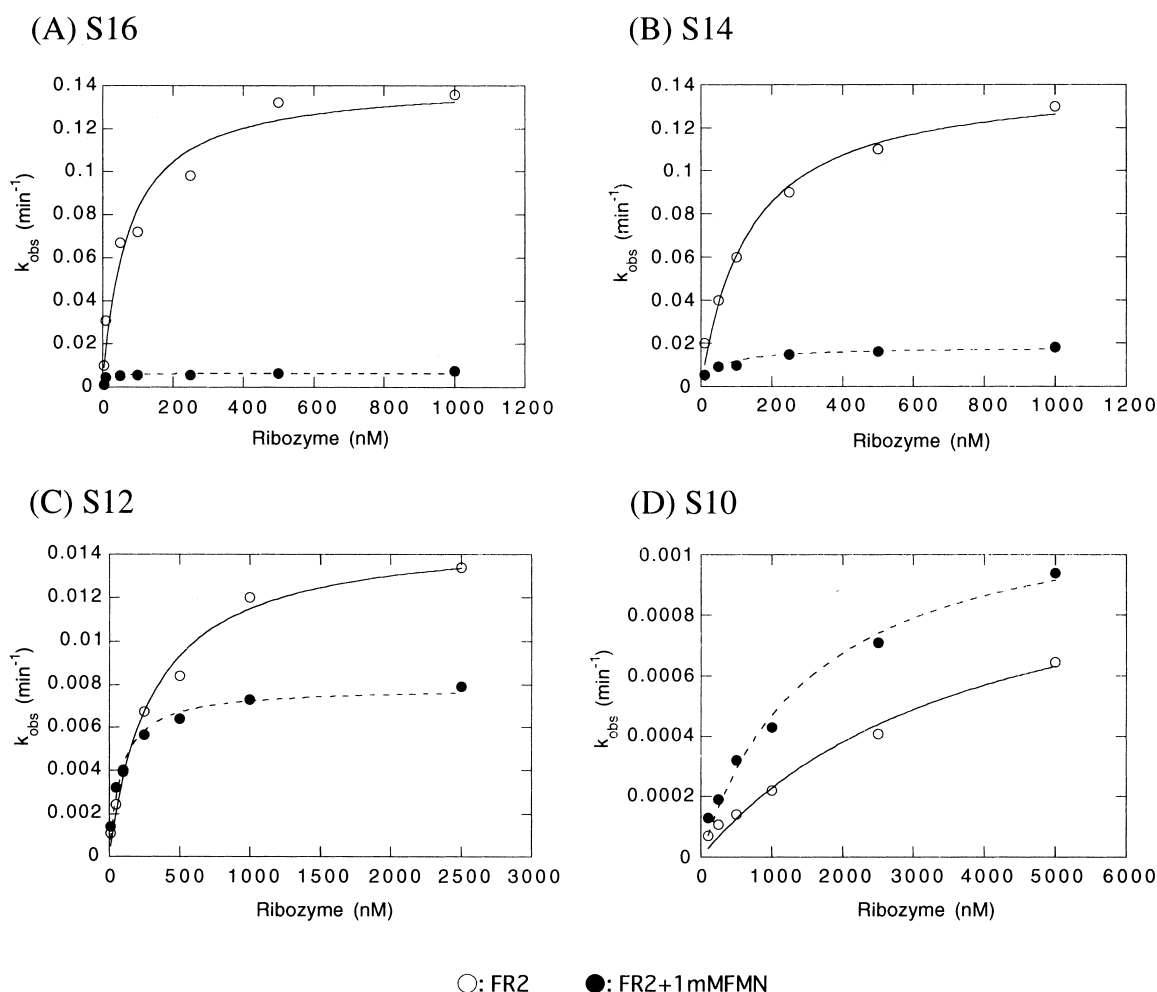 (A) S16
(B) S14
0.14
0.12
0.1
0.08
0.06
0.04
0.02
0
k_obs (min⁻¹)
0 200 400 600 800 1000 1200
Ribozyme (nM)
0.14
0.12
0.1
0.08
0.06
0.04
0.02
0
k_obs (min⁻¹)
0 200 400 600 800 1000 1200
Ribozyme (nM)
(C) S12
(D) S10
0.014
0.012
0.01
0.008
0.006
0.004
0.002
0
k_obs (min⁻¹)
0 500 1000 1500 2000 2500 3000
Ribozyme (nM)
0.001
0.0008
0.0006
0.0004
0.0002
0
k_obs (min⁻¹)
0 1000 2000 3000 4000 5000 6000
Ribozyme (nM)
○: FR2 ●: FR2+1mMFMN